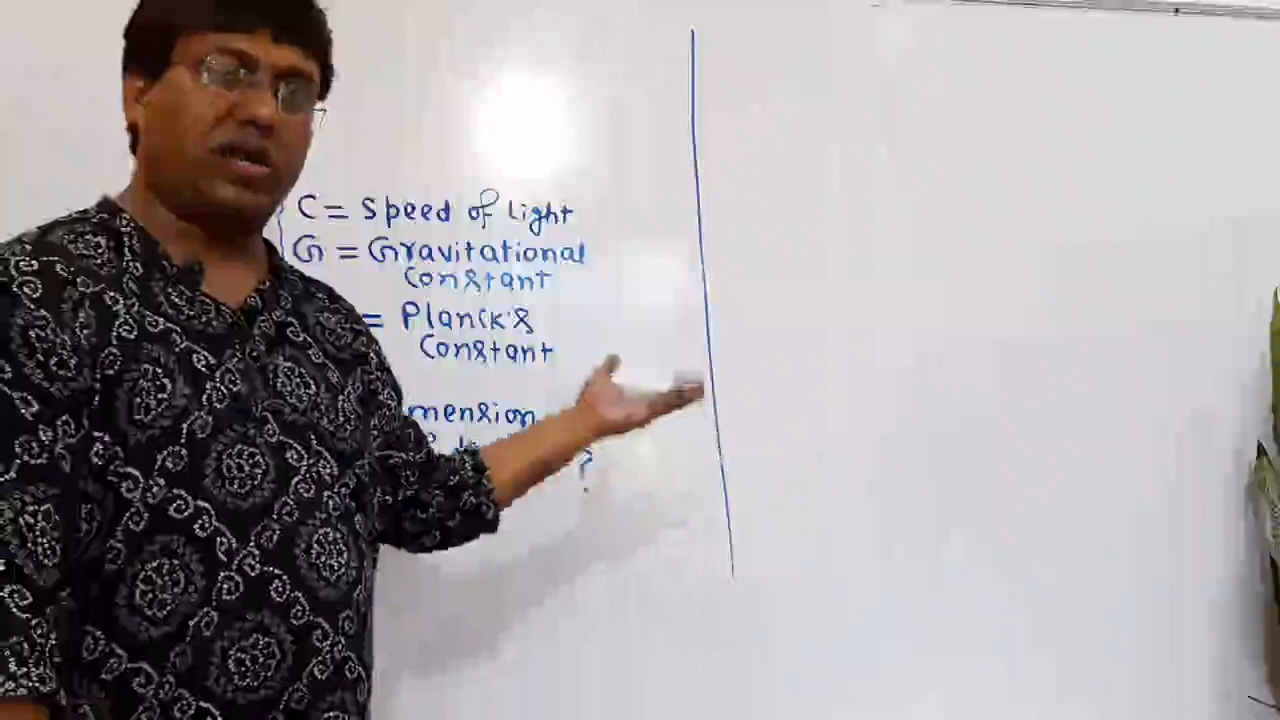 C = Speed of Light
G = Gravitational
Constant
= Planck's
Constant
mension
?